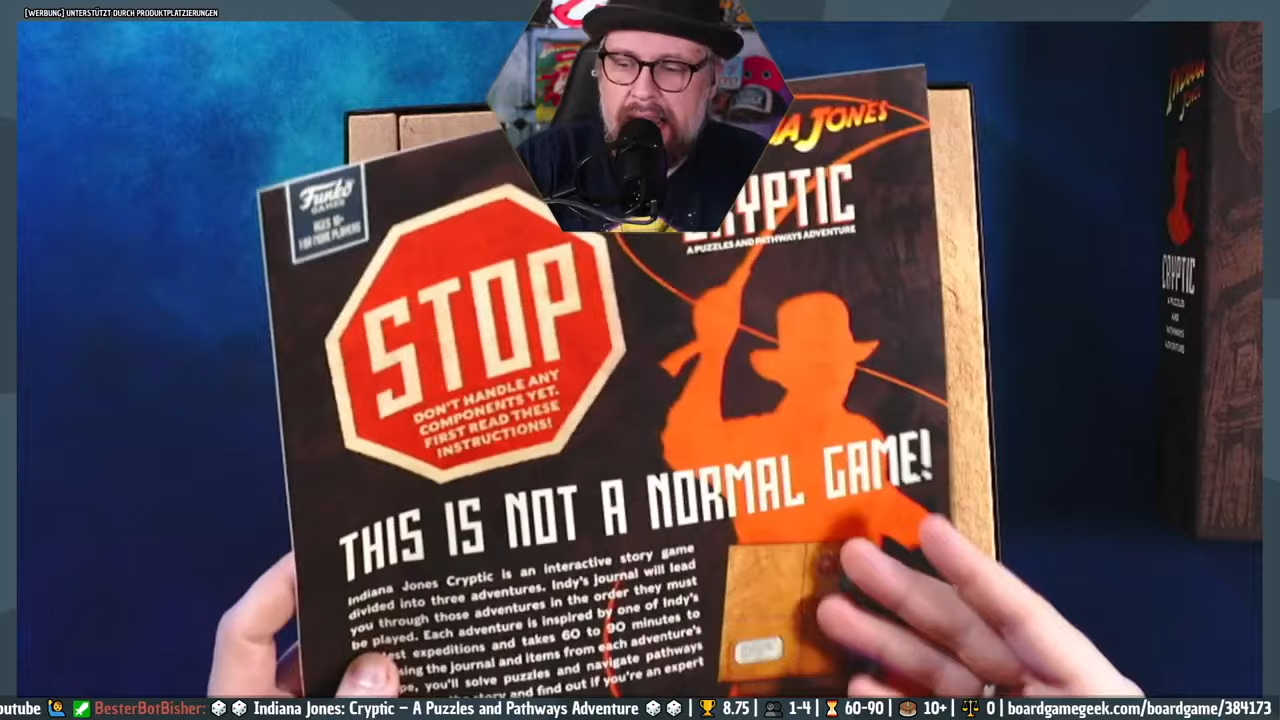 [WERBUNG] UNTERSTÜTZT DURCH PRODUKTPLATZIERUNGEN
A JONES
Funko
GAMES
AGES 10+
CRYPTIC
A PUZZLES AND PATHWAYS ADVENTURE
STOP
DON'T HANDLE ANY
COMPONENTS YET.
FIRST READ THESE
INSTRUCTIONS!
THIS IS NOT A NORMAL GAME!
Indiana Jones Cryptic is an interactive story game
divided into three adventures. Indy's journal will lead
you through those adventures in the order they must
be played. Each adventure is inspired by one of Indy's
expeditions and takes 60 to 90 minutes to
the journal and items from each adventure's
you'll solve puzzles and navigate pathways
story and find out if you're an expert
INDIANA
JONES
CRYPTIC
A
PUZZLES
AND
PATHWAYS
ADVENTURE
outube BesterBotBisher: Indiana Jones: Cryptic – A Puzzles and Pathways Adventure | 8.75 | 1-4 | 60-90 | 10+ | 0 | boardgamegeek.com/boardgame/384173